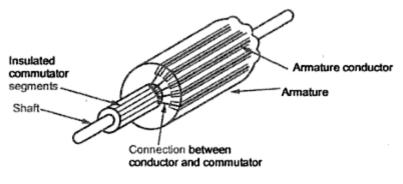 Insulated
commutator
segments
Shaft
Armature conductor
Armature
Connection between
conductor and commutator